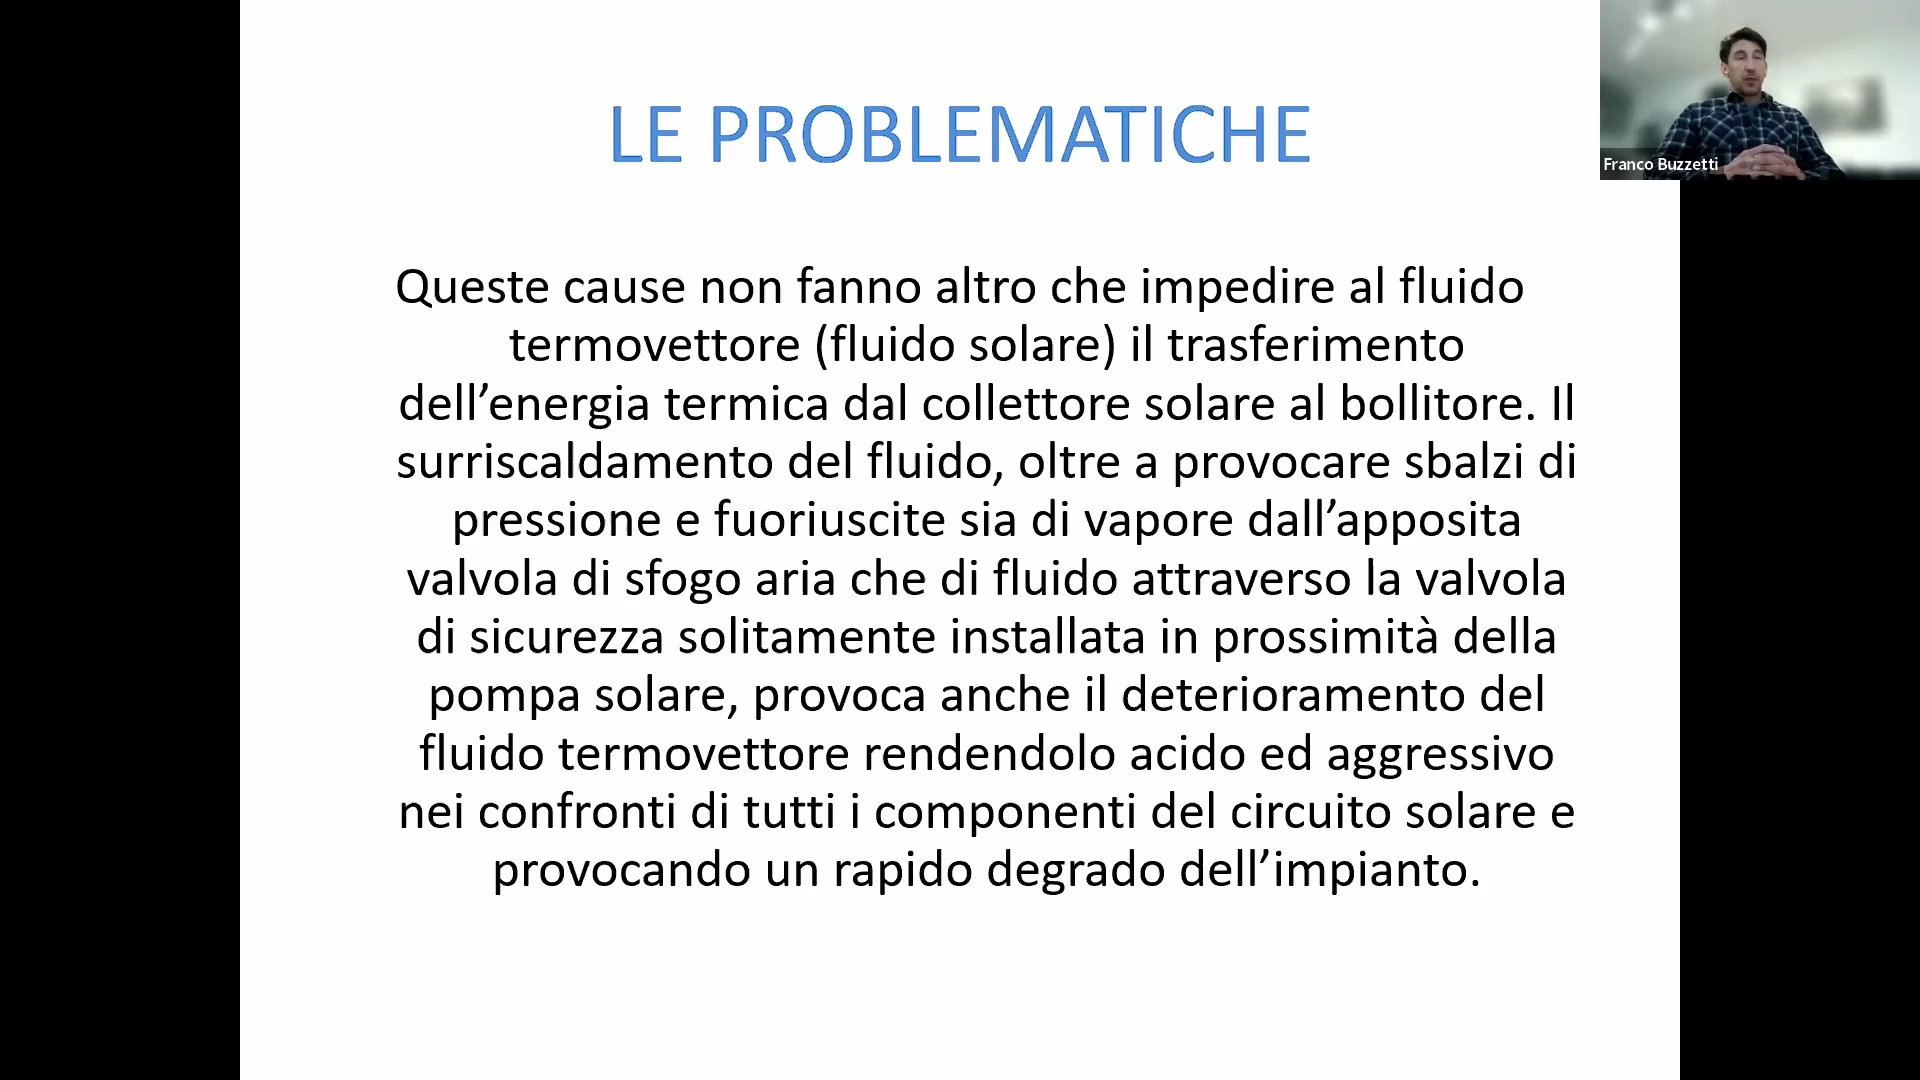 LE PROBLEMATICHE
Franco Buzzetti
Queste cause non fanno altro che impedire al fluido
termovettore (fluido solare) il trasferimento
dell’energia termica dal collettore solare al bollitore. Il
surriscaldamento del fluido, oltre a provocare sbalzi di
pressione e fuoriuscite sia di vapore dall’apposita
valvola di sfogo aria che di fluido attraverso la valvola
di sicurezza solitamente installata in prossimità della
pompa solare, provoca anche il deterioramento del
fluido termovettore rendendolo acido ed aggressivo
nei confronti di tutti i componenti del circuito solare e
provocando un rapido degrado dell’impianto.